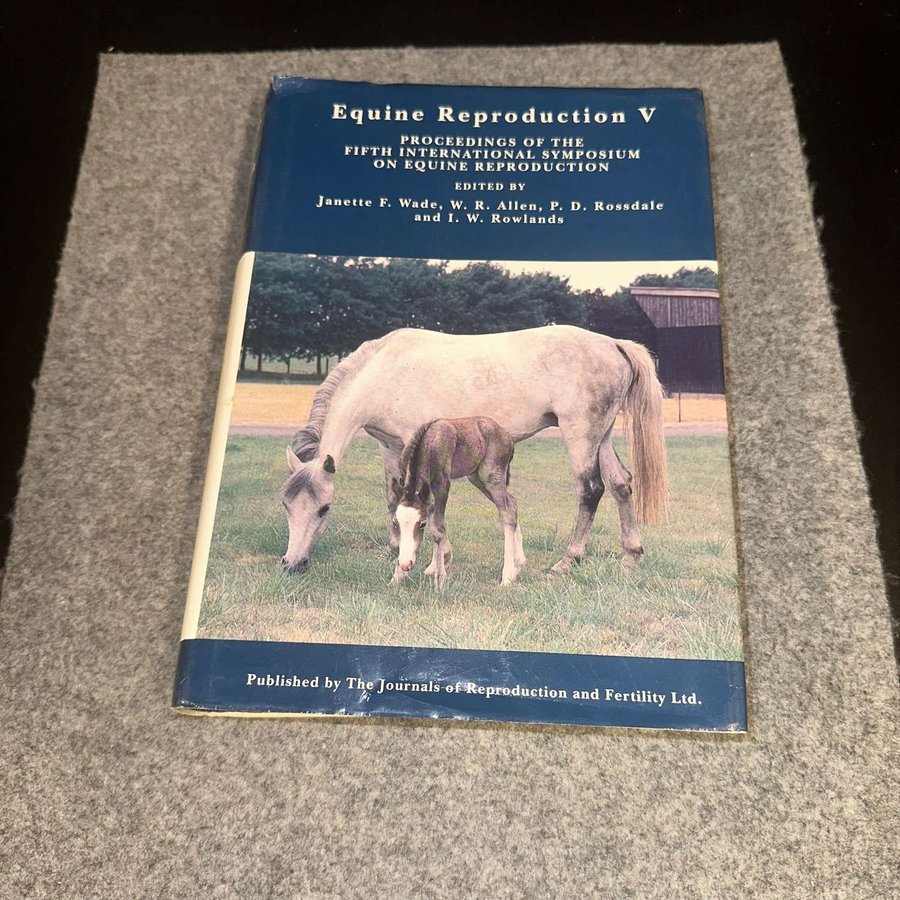 Equine Reproduction V
PROCEEDINGS OF THE
FIFTH INTERNATIONAL SYMPOSIUM
ON EQUINE REPRODUCTION
EDITED BY
Janette F. Wade, W. R. Allen, P. D. Rossdale
and I. W. Rowlands
Published by The Journals of Reproduction and Fertility Ltd.